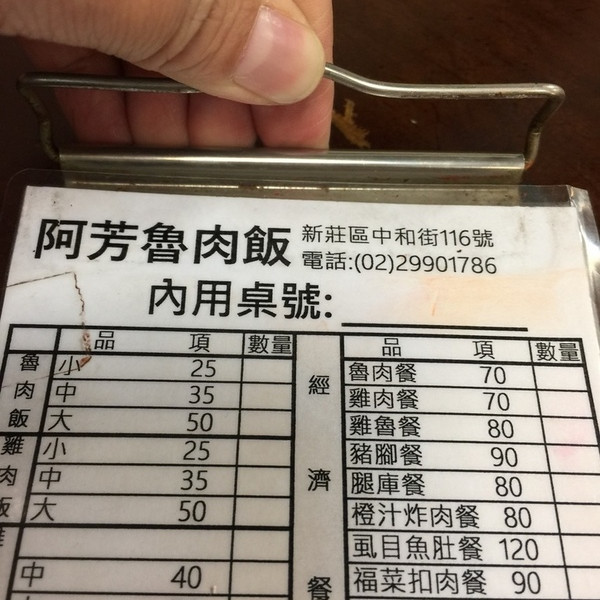 阿芳魯肉飯
新莊區中和街116號
電話:(02)29901786
內用桌號:
品 項 數量
魯肉飯
小 25
中 35
大 50
雞肉飯
小 25
中 35
大 50
中 40
經濟餐
品 項 數量
魯肉餐 70
雞肉餐 70
雞魯餐 80
豬腳餐 90
腿庫餐 80
橙汁炸肉餐 80
虱目魚肚餐 120
福菜扣肉餐 90